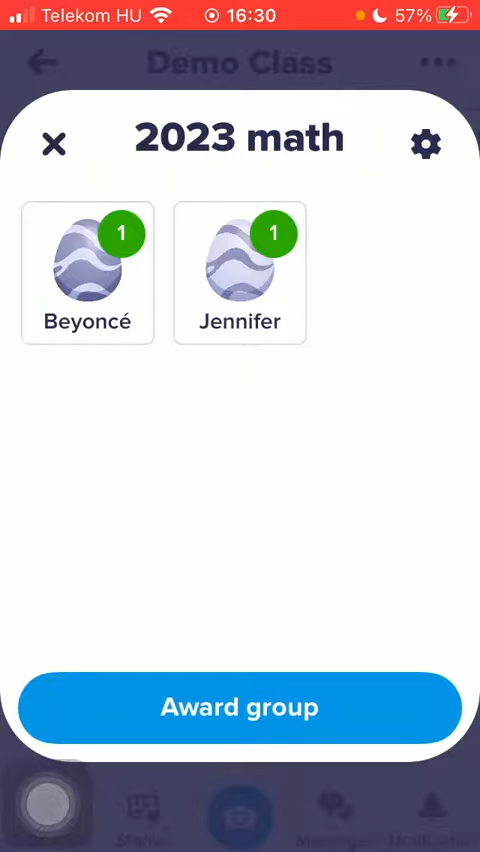 Telekom HU 16:30 57%
Demo Class
2023 math
1 1
Beyoncé Jennifer
Award group